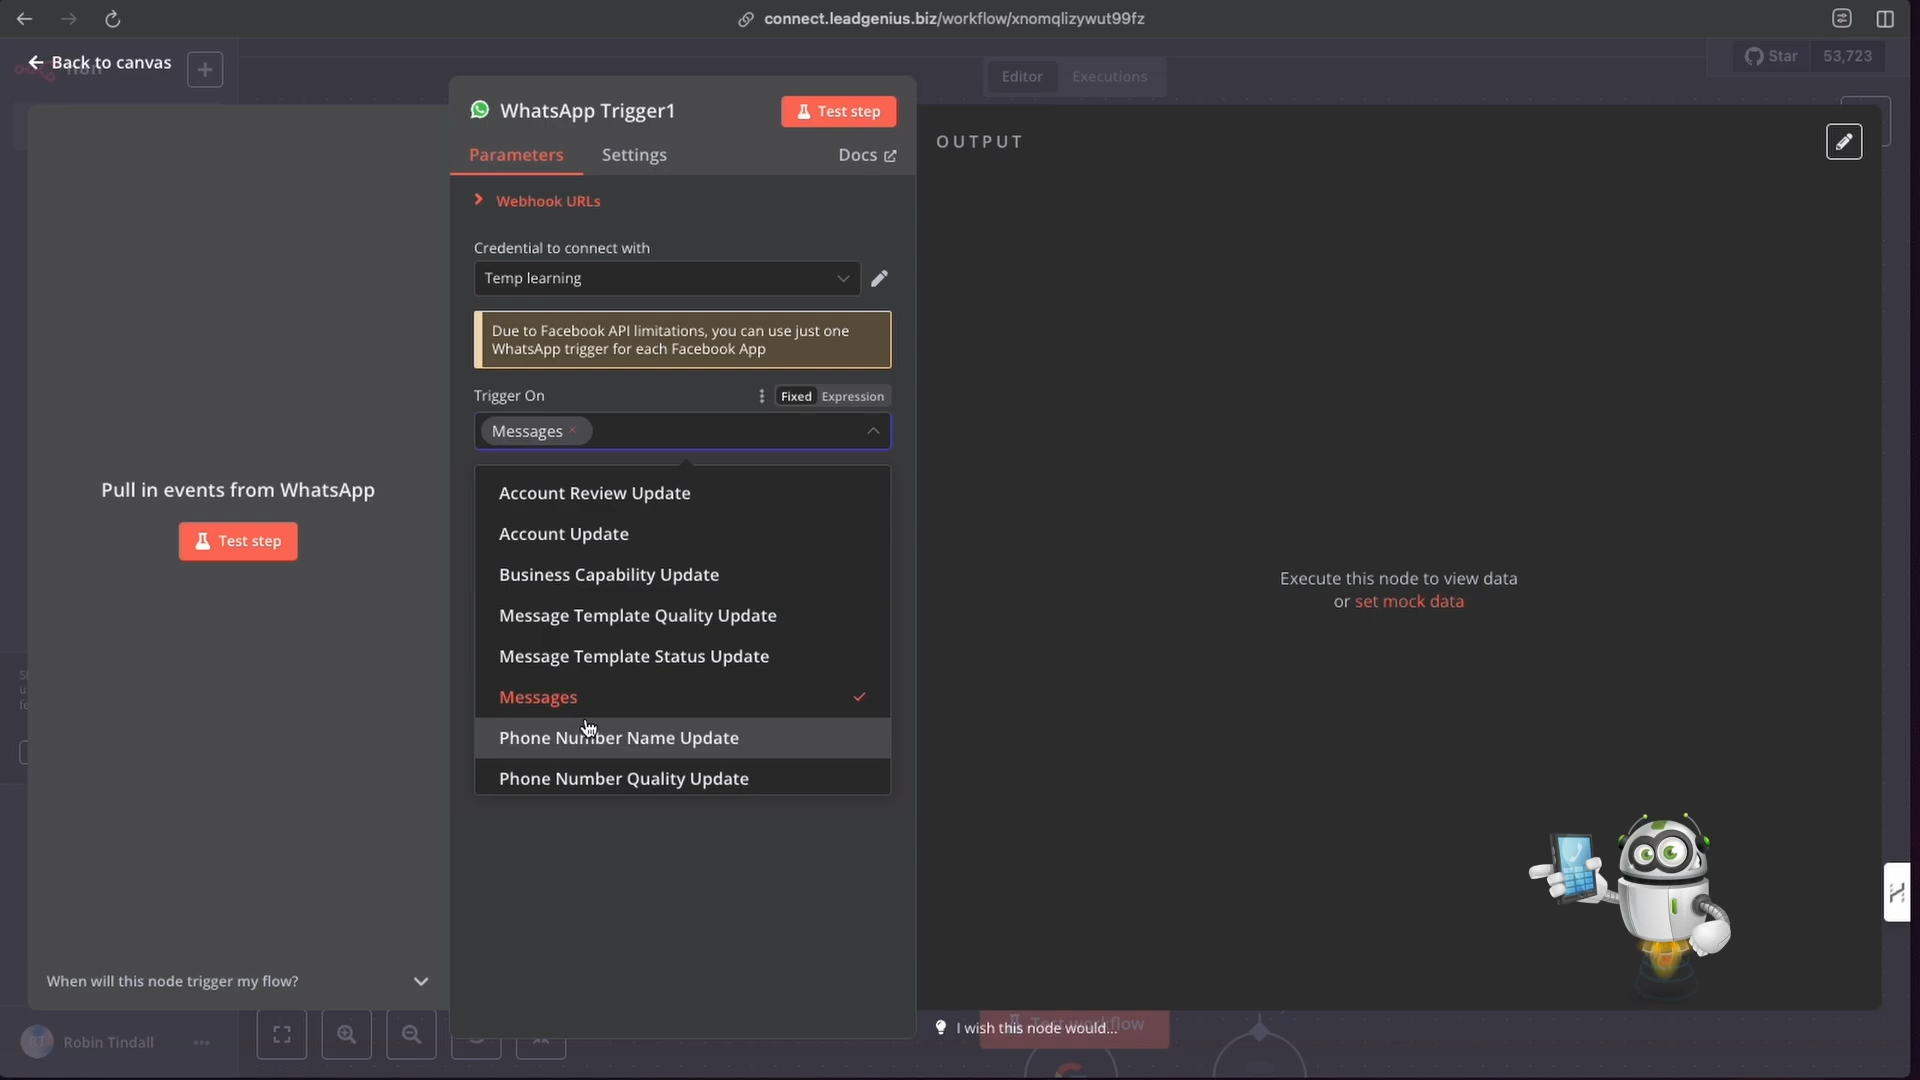 connect.leadgenius.biz/workflow/xnomqlizywut99fz
Back to canvas
Star
53,723
Editor
Executions
WhatsApp Trigger1
Test step
Parameters
Settings
Docs
OUTPUT
Webhook URLs
Credential to connect with
Temp learning
Due to Facebook API limitations, you can use just one
WhatsApp trigger for each Facebook App
Trigger On
Fixed
Expression
Messages
Account Review Update
Account Update
Business Capability Update
Message Template Quality Update
Message Template Status Update
Messages
Phone Number Name Update
Phone Number Quality Update
Pull in events from WhatsApp
Test step
Execute this node to view data
or set mock data
When will this node trigger my flow?
RT
Robin Tindall
I wish this node would...
Test workflow